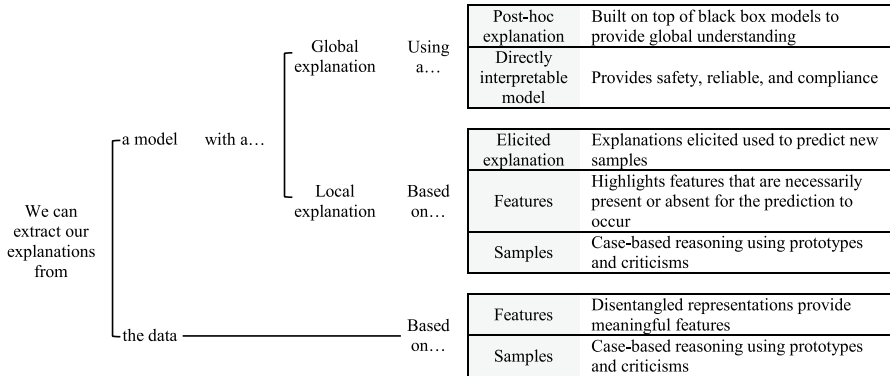 We can
extract our
explanations
from
a model
with a…
Global
explanation
Using
a…
Post-hoc
explanation
Built on top of black box models to
provide global understanding
Directly
interpretable
model
Provides safety, reliable, and compliance
Local
explanation
Based
on…
Elicited
explanation
Explanations elicited used to predict new
samples
Features
Highlights features that are necessarily
present or absent for the prediction to
occur
Samples
Case-based reasoning using prototypes
and criticisms
the data
Based
on…
Features
Disentangled representations provide
meaningful features
Samples
Case-based reasoning using prototypes
and criticisms